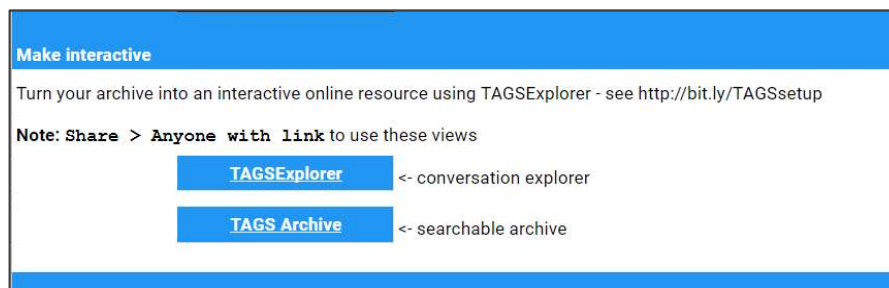 Make interactive
Turn your archive into an interactive online resource using TAGSExplorer - see http://bit.ly/TAGSsetup
Note: Share > Anyone with link to use these views
TAGSExplorer <- conversation explorer
TAGS Archive <- searchable archive